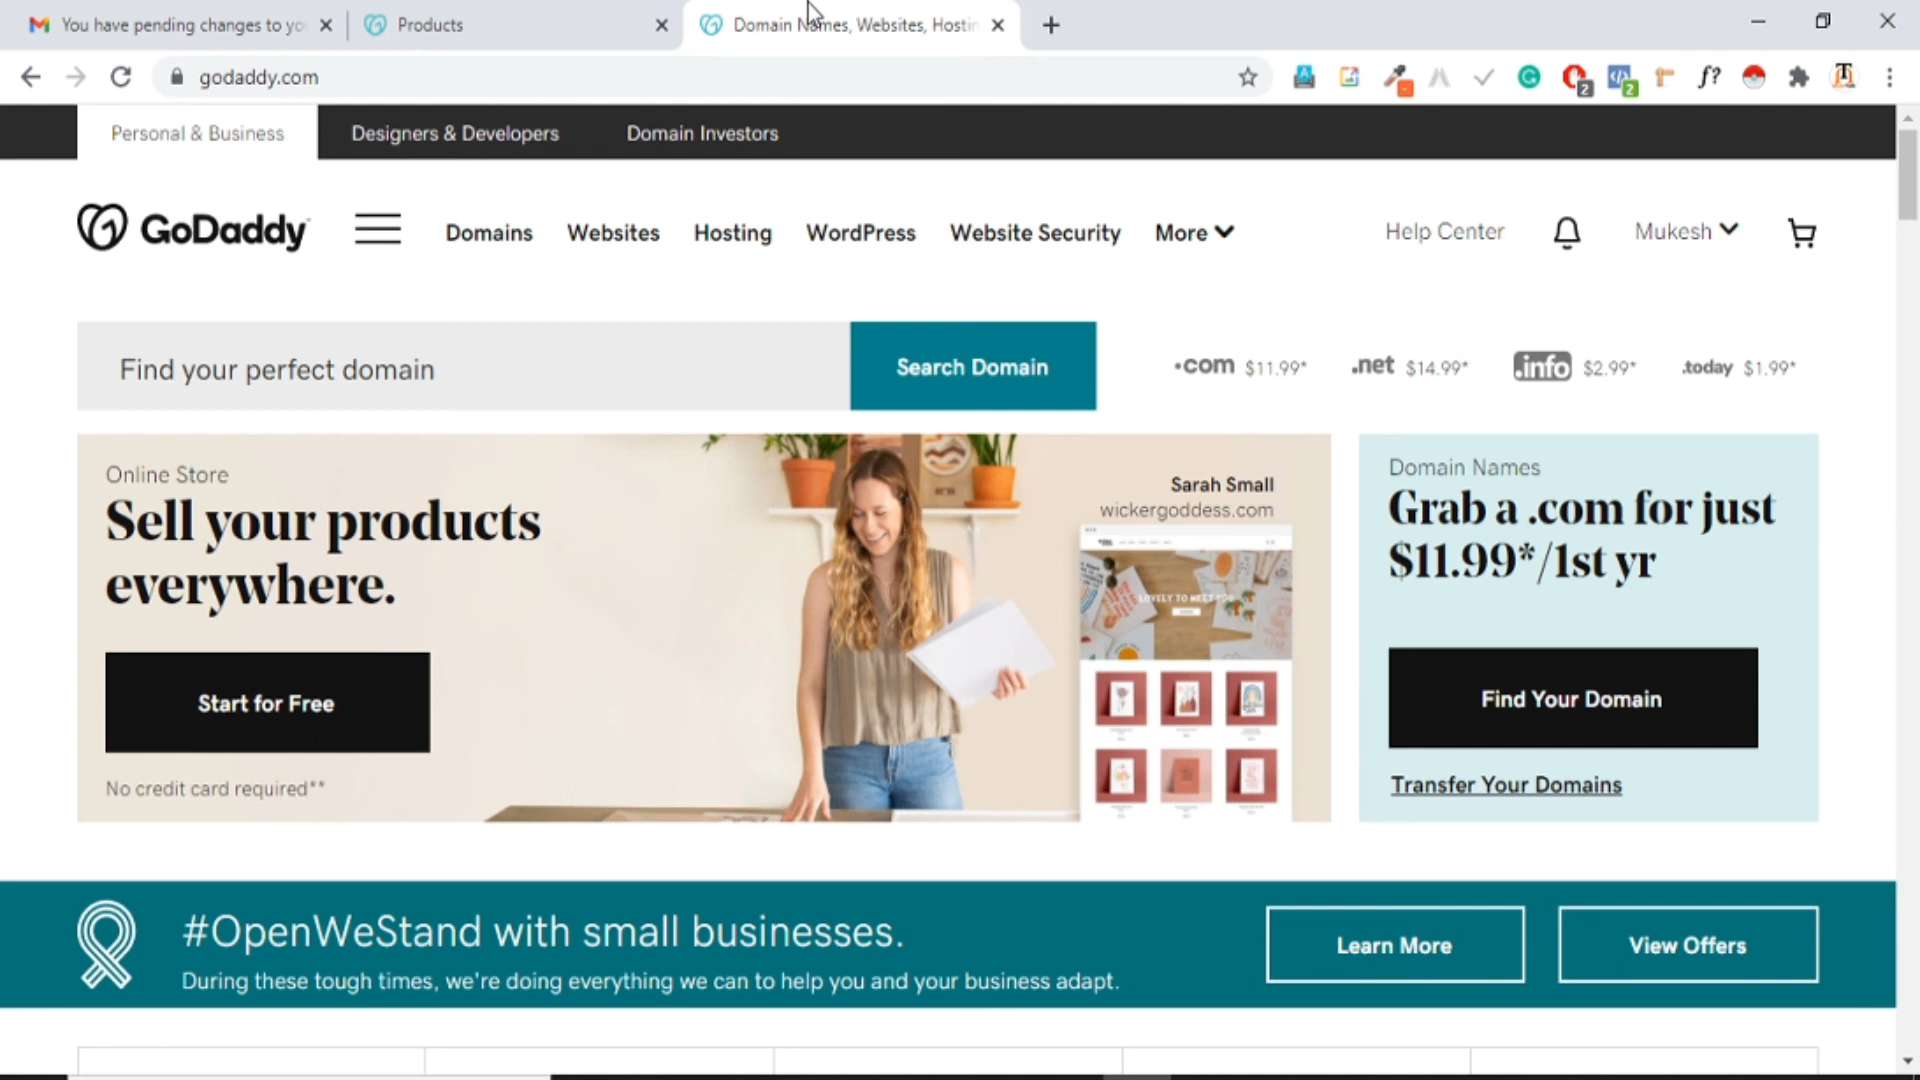 You have pending changes to yo
Products
Domain Names, Websites, Hostin
godaddy.com
2
2
f?
Personal & Business
Designers & Developers
Domain Investors
GoDaddy
Domains
Websites
Hosting
WordPress
Website Security
More
Help Center
Mukesh
Find your perfect domain
Search Domain
.com $11.99*
.net $14.99*
.info $2.99*
.today $1.99*
Online Store
Sell your products
everywhere.
Start for Free
No credit card required**
Sarah Small
wickergoddess.com
LOVELY TO MEET YOU
Domain Names
Grab a .com for just
$11.99*/1st yr
Find Your Domain
Transfer Your Domains
#OpenWeStand with small businesses.
During these tough times, we're doing everything we can to help you and your business adapt.
Learn More
View Offers